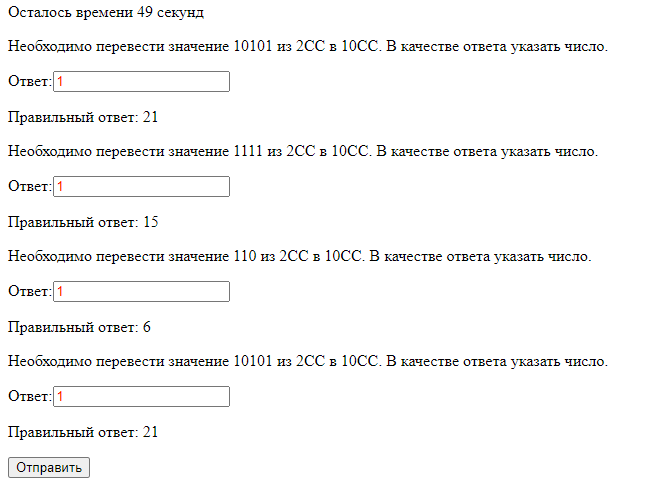 Осталось времени 49 секунд
Необходимо перевести значение 10101 из 2СС в 10СС. В качестве ответа указать число.
Ответ: 1
Правильный ответ: 21
Необходимо перевести значение 1111 из 2СС в 10СС. В качестве ответа указать число.
Ответ: 1
Правильный ответ: 15
Необходимо перевести значение 110 из 2СС в 10СС. В качестве ответа указать число.
Ответ: 1
Правильный ответ: 6
Необходимо перевести значение 10101 из 2СС в 10СС. В качестве ответа указать число.
Ответ: 1
Правильный ответ: 21
Отправить